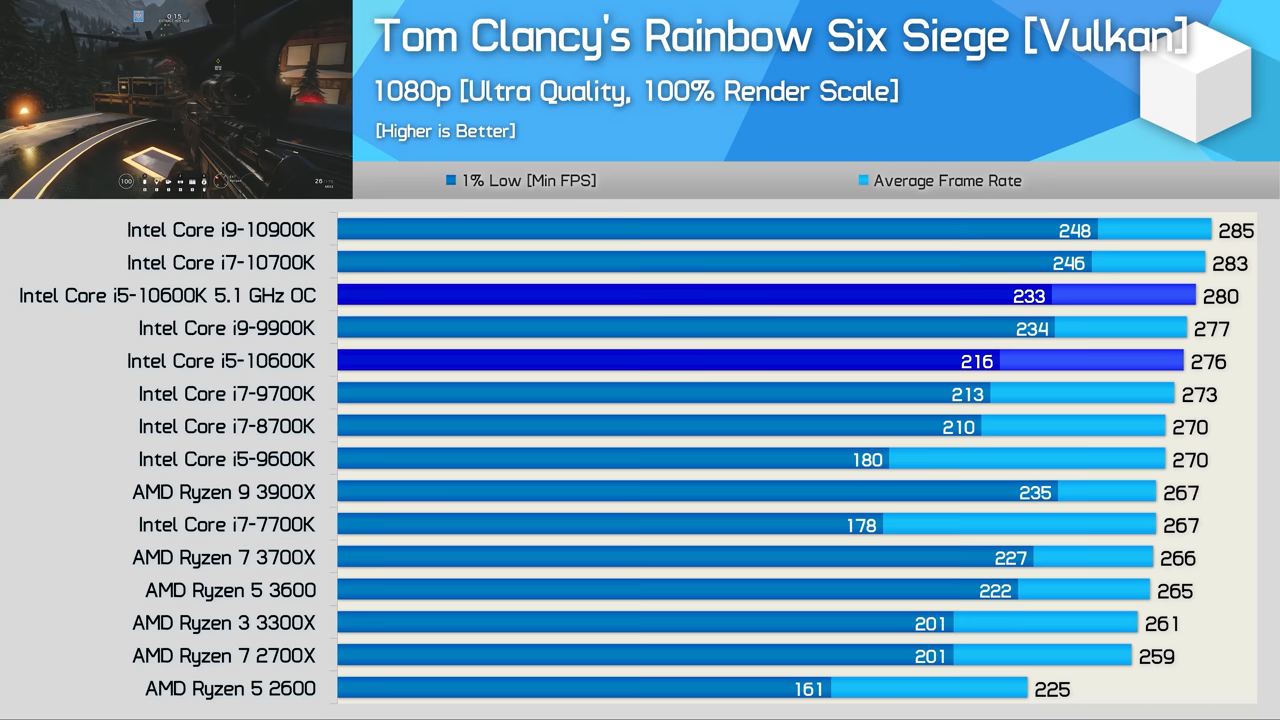 Tom Clancy's Rainbow Six Siege [Vulkan]
1080p [Ultra Quality, 100% Render Scale]
[Higher is Better]
1% Low [Min FPS] Average Frame Rate
Intel Core i9-10900K 248 285
Intel Core i7-10700K 246 283
Intel Core i5-10600K 5.1 GHz OC 233 280
Intel Core i9-9900K 234 277
Intel Core i5-10600K 216 276
Intel Core i7-9700K 213 273
Intel Core i7-8700K 210 270
Intel Core i5-9600K 180 270
AMD Ryzen 9 3900X 235 267
Intel Core i7-7700K 178 267
AMD Ryzen 7 3700X 227 266
AMD Ryzen 5 3600 222 265
AMD Ryzen 3 3300X 201 261
AMD Ryzen 7 2700X 201 259
AMD Ryzen 5 2600 161 225
0:15
100
26